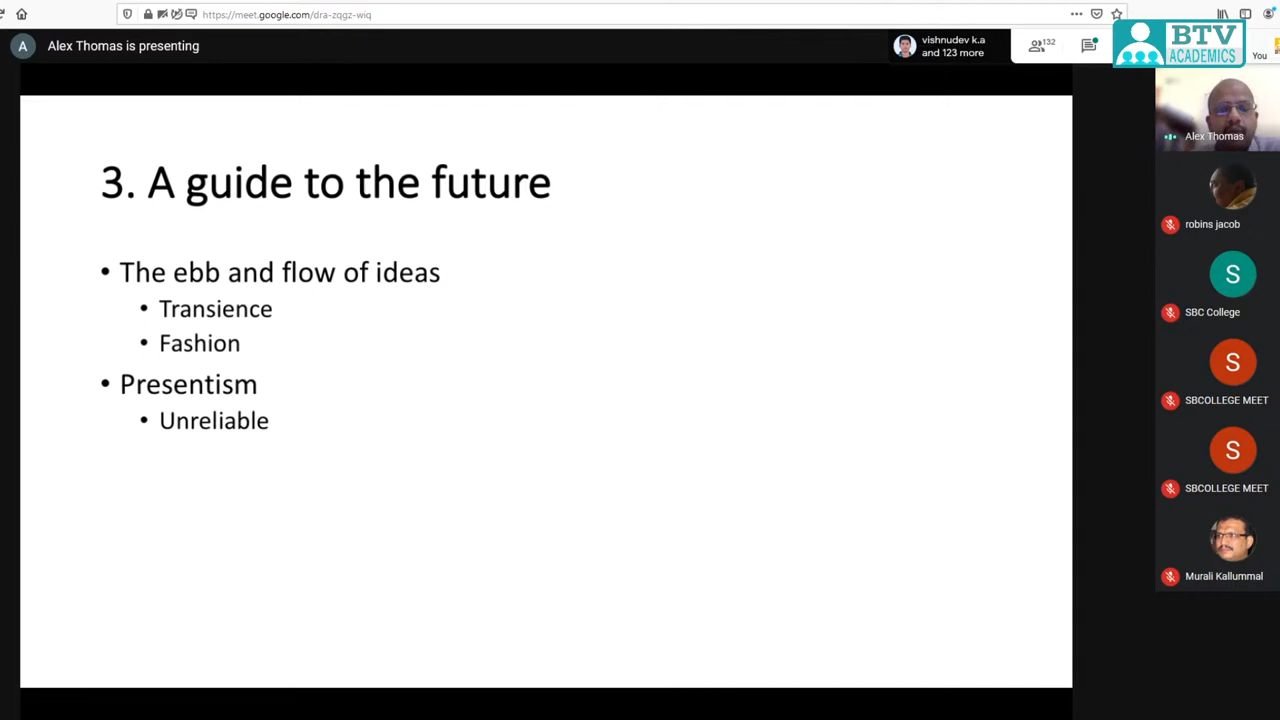 https://meet.google.com/dra-zqgz-wiq
A
Alex Thomas is presenting
vishnudev k.a
and 123 more
132
BTV
ACADEMICS
You
3. A guide to the future
• The ebb and flow of ideas
• Transience
• Fashion
• Presentism
• Unreliable
Alex Thomas
robins jacob
S
SBC College
S
SBCOLLEGE MEET
S
SBCOLLEGE MEET
Murali Kallummal